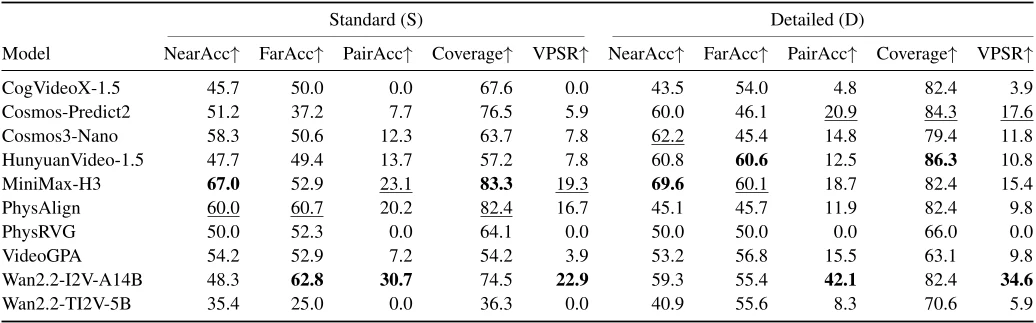 Standard (S) Detailed (D)
Model NearAcc↑ FarAcc↑ PairAcc↑ Coverage↑ VPSR↑ NearAcc↑ FarAcc↑ PairAcc↑ Coverage↑ VPSR↑
CogVideoX-1.5 45.7 50.0 0.0 67.6 0.0 43.5 54.0 4.8 82.4 3.9
Cosmos-Predict2 51.2 37.2 7.7 76.5 5.9 60.0 46.1 20.9 84.3 17.6
Cosmos3-Nano 58.3 50.6 12.3 63.7 7.8 62.2 45.4 14.8 79.4 11.8
HunyuanVideo-1.5 47.7 49.4 13.7 57.2 7.8 60.8 60.6 12.5 86.3 10.8
MiniMax-H3 67.0 52.9 23.1 83.3 19.3 69.6 60.1 18.7 82.4 15.4
PhysAlign 60.0 60.7 20.2 82.4 16.7 45.1 45.7 11.9 82.4 9.8
PhysRVG 50.0 52.3 0.0 64.1 0.0 50.0 50.0 0.0 66.0 0.0
VideoGPA 54.2 52.9 7.2 54.2 3.9 53.2 56.8 15.5 63.1 9.8
Wan2.2-I2V-A14B 48.3 62.8 30.7 74.5 22.9 59.3 55.4 42.1 82.4 34.6
Wan2.2-TI2V-5B 35.4 25.0 0.0 36.3 0.0 40.9 55.6 8.3 70.6 5.9